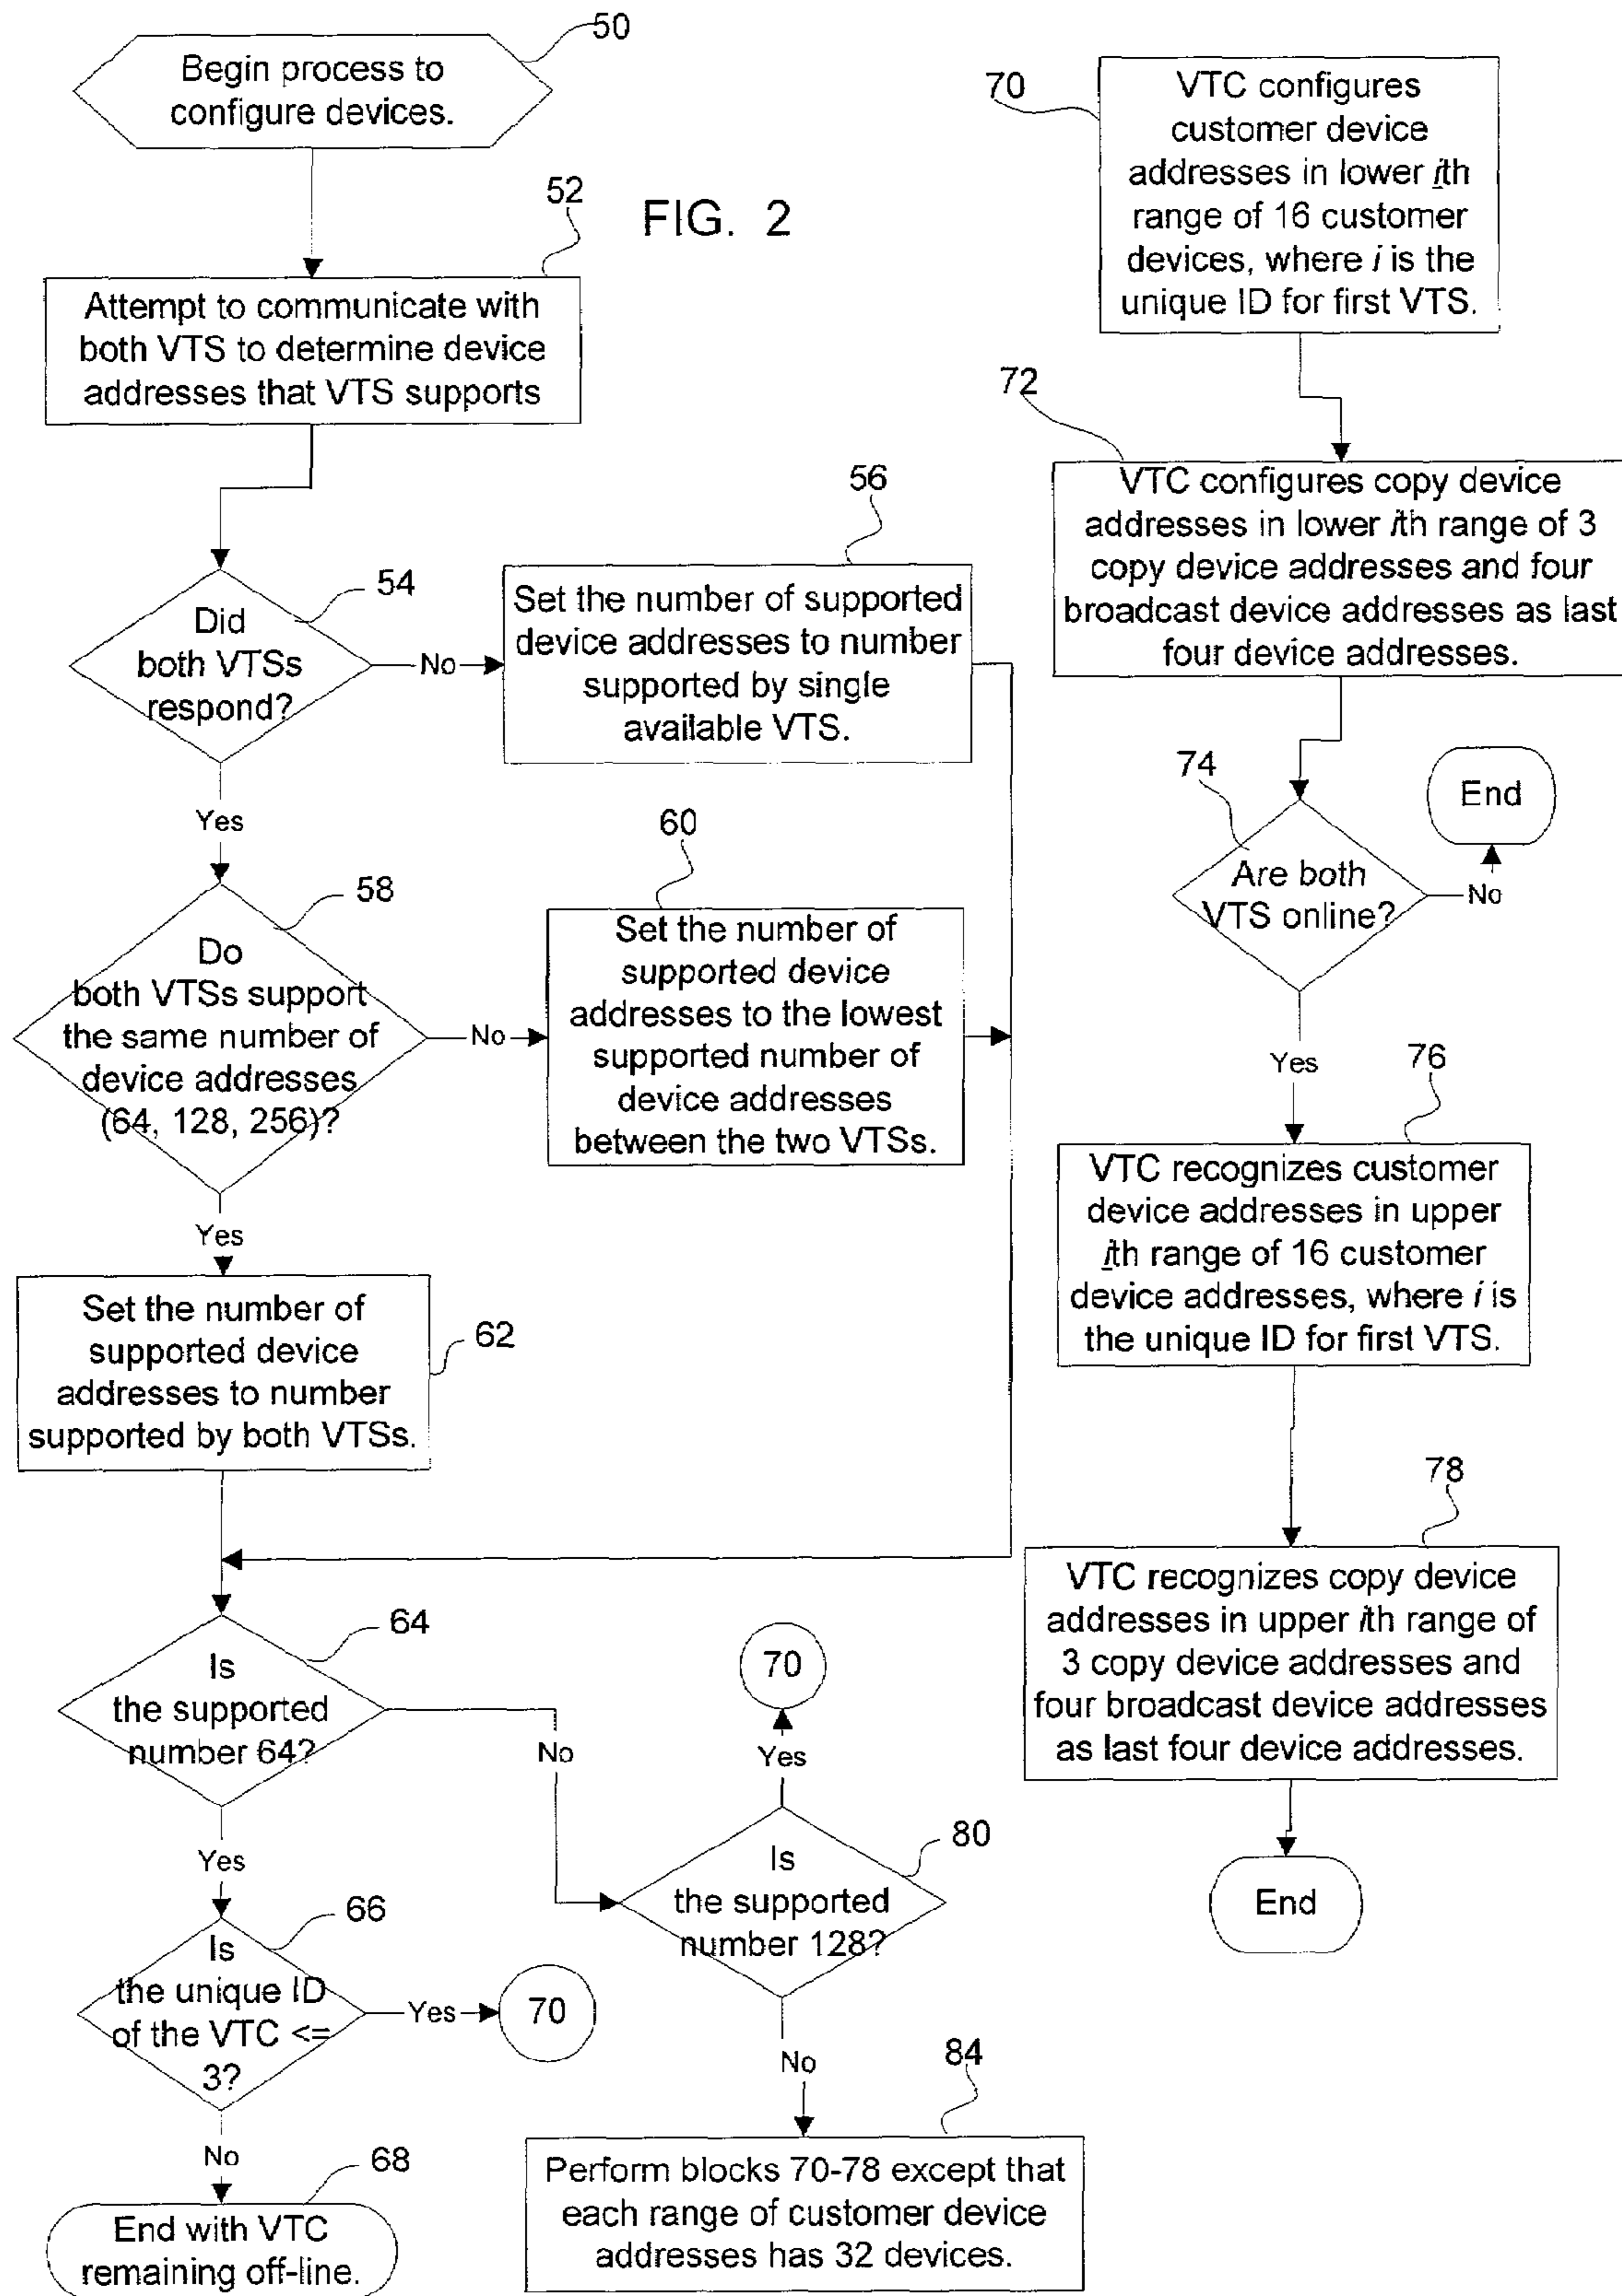 50
Begin process to
configure devices.
52
FIG. 2
Attempt to communicate with
both VTS to determine device
addresses that VTS supports
54
Did
both VTSs
respond?
No
56
Set the number of supported
device addresses to number
supported by single
available VTS.
Yes
58
Do
both VTSs support
the same number of
device addresses
(64, 128, 256)?
No
60
Set the number of
supported device
addresses to the lowest
supported number of
device addresses
between the two VTSs.
Yes
Set the number of
supported device
addresses to number
supported by both VTSs.
62
64
Is
the supported
number 64?
No
Yes
66
Is
the unique ID
of the VTC <=
3?
Yes
70
No
68
End with VTC
remaining off-line.
70
Yes
80
Is
the supported
number 128?
No
84
Perform blocks 70-78 except that
each range of customer device
addresses has 32 devices.
70
VTC configures
customer device
addresses in lower ith
range of 16 customer
devices, where i is the
unique ID for first VTS.
72
VTC configures copy device
addresses in lower ith range of 3
copy device addresses and four
broadcast device addresses as last
four device addresses.
74
Are both
VTS online?
No
End
Yes
76
VTC recognizes customer
device addresses in upper
ith range of 16 customer
device addresses, where i is
the unique ID for first VTS.
78
VTC recognizes copy device
addresses in upper ith range of
3 copy device addresses and
four broadcast device addresses
as last four device addresses.
End